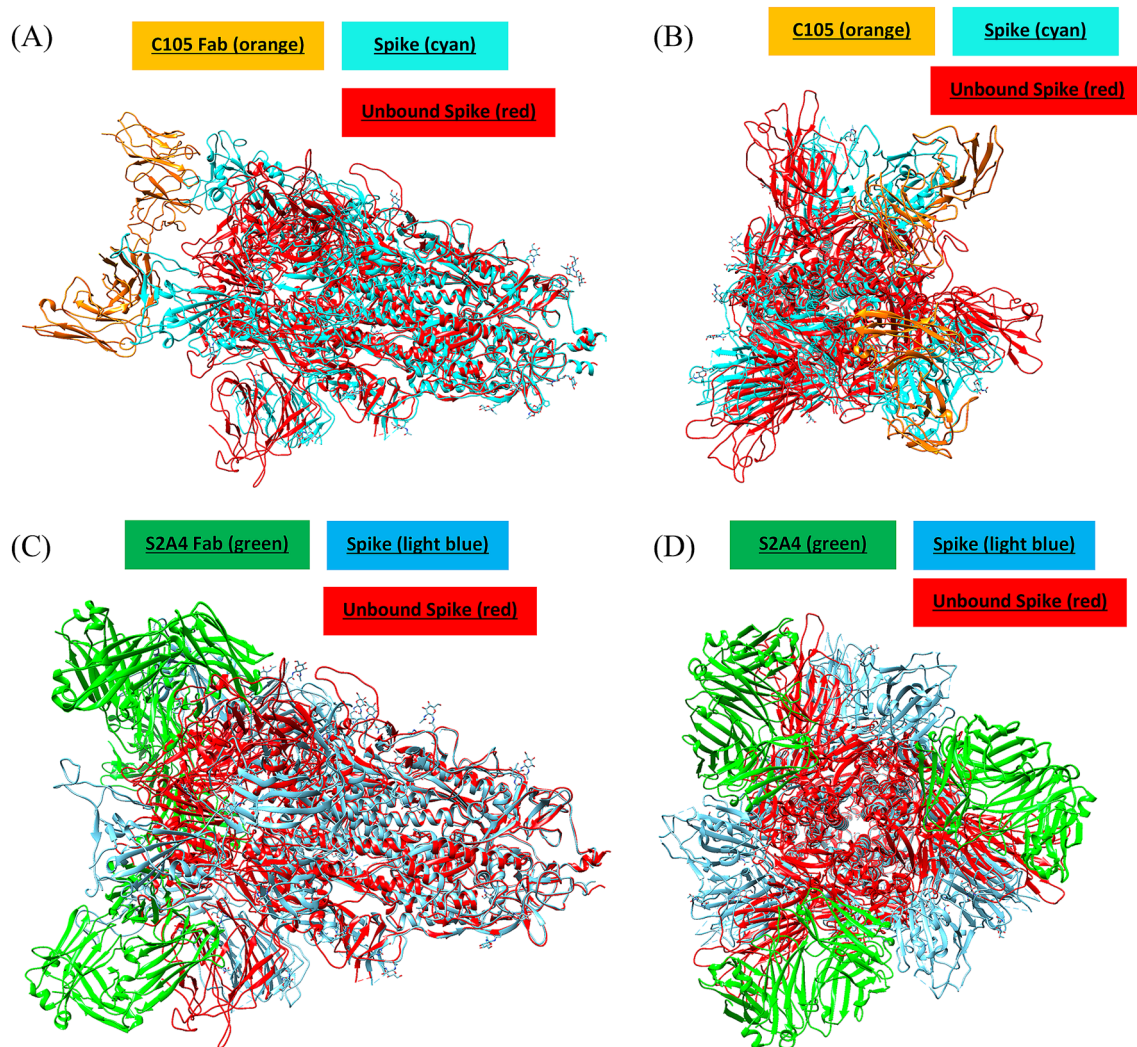 (A)
C105 Fab (orange)
Spike (cyan)
Unbound Spike (red)
(B)
C105 (orange)
Spike (cyan)
Unbound Spike (red)
(C)
S2A4 Fab (green)
Spike (light blue)
Unbound Spike (red)
(D)
S2A4 (green)
Spike (light blue)
Unbound Spike (red)